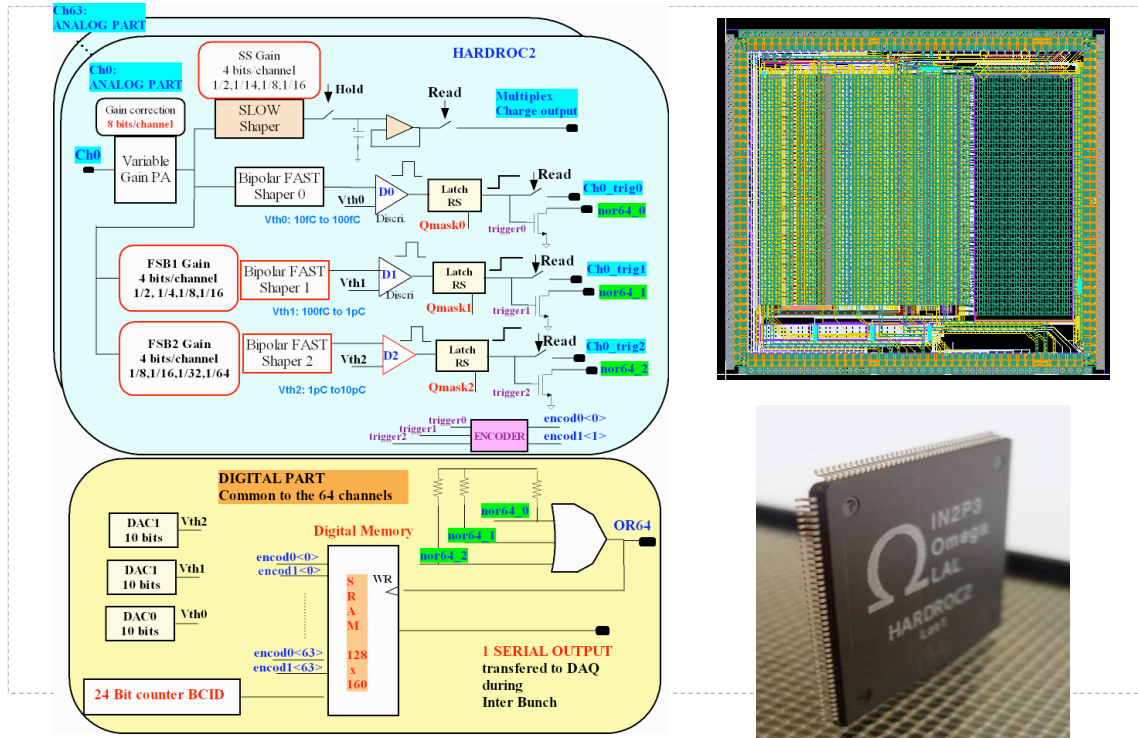 Ch63:
ANALOG PART
HARDROC2
Ch0:
ANALOG PART
SS Gain
4 bits/channel
1/2,1/14,1/8,1/16
Gain correction
8 bits/channel
SLOW
Shaper
Hold
Read
Multiplex
Charge output
Ch0
Variable
Gain PA
Bipolar FAST
Shaper 0
Vth0
D0
Discri.
Latch
RS
Read
Ch0_trig0
nor64_0
Vth0: 10fC to 100fC
Qmask0
trigger0
FSB1 Gain
4 bits/channel
1/2, 1/4,1/8,1/16
Bipolar FAST
Shaper 1
Vth1
D1
Discri
Latch
RS
Read
Ch0_trig1
nor64_1
Vth1: 100fC to 1pC
Qmask1
trigger1
FSB2 Gain
4 bits/channel
1/8,1/16,1/32,1/64
Bipolar FAST
Shaper 2
Vth2
D2
Latch
RS
Read
Ch0_trig2
nor64_2
Vth2: 1pC to10pC
Qmask2
trigger2
trigger0
trigger1
trigger2
ENCODER
encod0<0>
encod1<1>
DIGITAL PART
Common to the 64 channels
DAC1
10 bits
Vth2
DAC1
10 bits
Vth1
DAC0
10 bits
Vth0
Digital Memory
encod0<0>
encod1<0>
encod0<63>
encod1<63>
SRAM
128
x
160
WR
nor64_0
nor64_1
nor64_2
OR64
1 SERIAL OUTPUT
transfered to DAQ
during
Inter Bunch
24 Bit counter BCID
IN2P3
Omega
LAL
HARDROC2